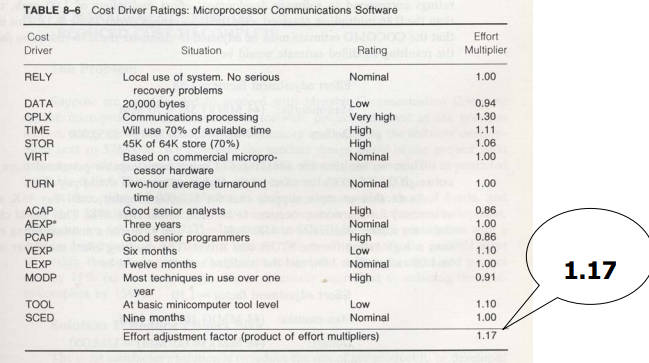 TABLE 8–6 Cost Driver Ratings: Microprocessor Communications Software
Cost Driver Situation Rating Effort Multiplier
RELY Local use of system. No serious recovery problems Nominal 1.00
DATA 20,000 bytes Low 0.94
CPLX Communications processing Very high 1.30
TIME Will use 70% of available time High 1.11
STOR 45K of 64K store (70%) High 1.06
VIRT Based on commercial micropro-
cessor hardware Nominal 1.00
TURN Two-hour average turnaround time Nominal 1.00
ACAP Good senior analysts High 0.86
AEXP* Three years Nominal 1.00
PCAP Good senior programmers High 0.86
VEXP Six months Low 1.10
LEXP Twelve months Nominal 1.00
MODP Most techniques in use over one year High 0.91
TOOL At basic minicomputer tool level Low 1.10
SCED Nine months Nominal 1.00
Effort adjustment factor (product of effort multipliers) 1.17
1.17